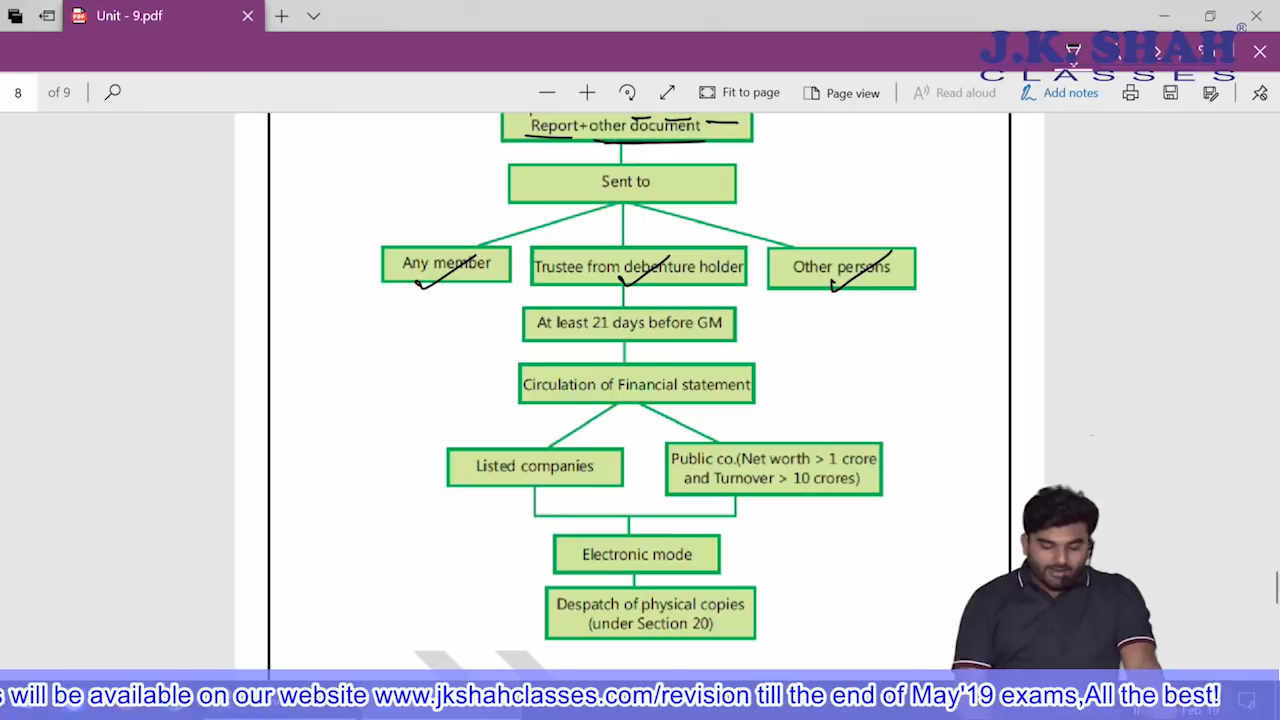 Unit - 9.pdf
J.K. SHAH®
CLASSES
8 of 9
Fit to page
Page view
Read aloud
Add notes
Report+other document
Sent to
Any member
Trustee from debenture holder
Other persons
At least 21 days before GM
Circulation of Financial statement
Listed companies
Public co.(Net worth > 1 crore
and Turnover > 10 crores)
Electronic mode
Despatch of physical copies
(under Section 20)
s will be available on our website www.jkshahclasses.com/revision till the end of May'19 exams,All the best!